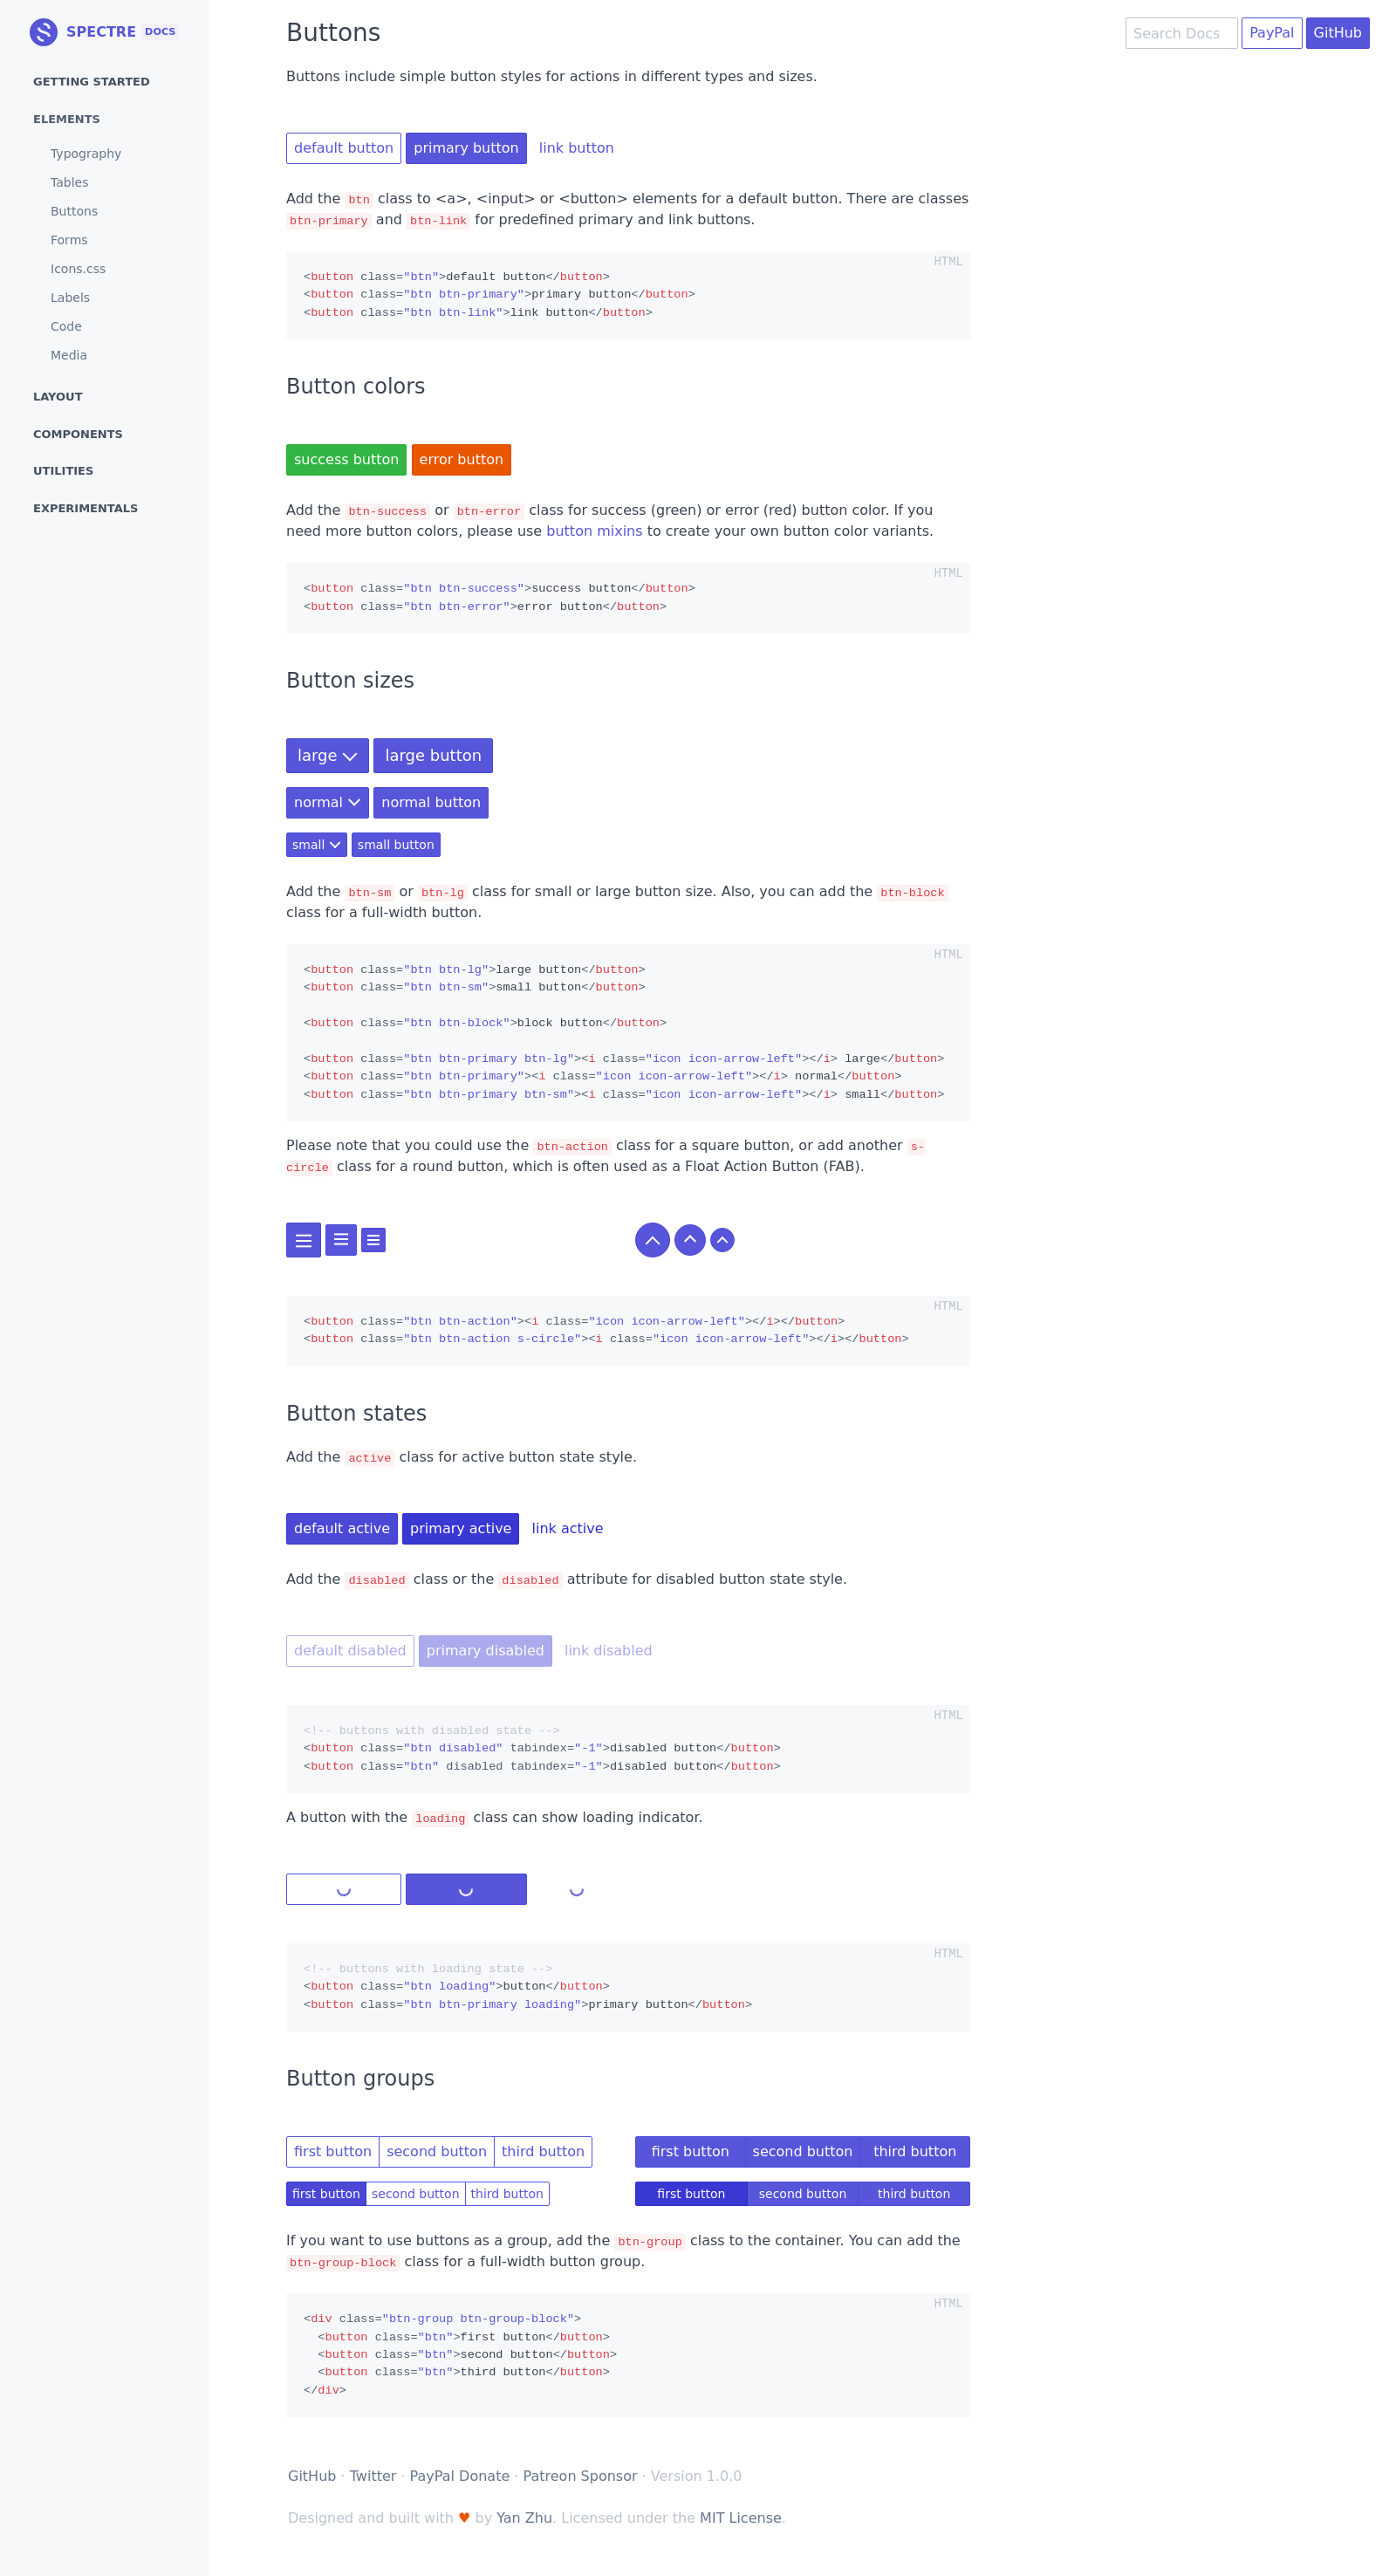 SPECTRE DOCS
GETTING STARTED
ELEMENTS
Typography
Tables
Buttons
Forms
Icons.css
Labels
Code
Media
LAYOUT
COMPONENTS
UTILITIES
EXPERIMENTALS
Search Docs PayPal GitHub
Buttons
Buttons include simple button styles for actions in different types and sizes.
default button primary button link button
Add the btn class to <a>, <input> or <button> elements for a default button. There are classes
btn-primary and btn-link for predefined primary and link buttons.
HTML
<button class="btn">default button</button>
<button class="btn btn-primary">primary button</button>
<button class="btn btn-link">link button</button>
Button colors
success button error button
Add the btn-success or btn-error class for success (green) or error (red) button color. If you
need more button colors, please use button mixins to create your own button color variants.
HTML
<button class="btn btn-success">success button</button>
<button class="btn btn-error">error button</button>
Button sizes
large large button
normal normal button
small small button
Add the btn-sm or btn-lg class for small or large button size. Also, you can add the btn-block
class for a full-width button.
HTML
<button class="btn btn-lg">large button</button>
<button class="btn btn-sm">small button</button>
<button class="btn btn-block">block button</button>
<button class="btn btn-primary btn-lg"><i class="icon icon-arrow-left"></i> large</button>
<button class="btn btn-primary"><i class="icon icon-arrow-left"></i> normal</button>
<button class="btn btn-primary btn-sm"><i class="icon icon-arrow-left"></i> small</button>
Please note that you could use the btn-action class for a square button, or add another s-
circle class for a round button, which is often used as a Float Action Button (FAB).
HTML
<button class="btn btn-action"><i class="icon icon-arrow-left"></i></button>
<button class="btn btn-action s-circle"><i class="icon icon-arrow-left"></i></button>
Button states
Add the active class for active button state style.
default active primary active link active
Add the disabled class or the disabled attribute for disabled button state style.
default disabled primary disabled link disabled
HTML
<!-- buttons with disabled state -->
<button class="btn disabled" tabindex="-1">disabled button</button>
<button class="btn" disabled tabindex="-1">disabled button</button>
A button with the loading class can show loading indicator.
HTML
<!-- buttons with loading state -->
<button class="btn loading">button</button>
<button class="btn btn-primary loading">primary button</button>
Button groups
first button second button third button first button second button third button
first button second button third button first button second button third button
If you want to use buttons as a group, add the btn-group class to the container. You can add the
btn-group-block class for a full-width button group.
HTML
<div class="btn-group btn-group-block">
  <button class="btn">first button</button>
  <button class="btn">second button</button>
  <button class="btn">third button</button>
</div>
GitHub · Twitter · PayPal Donate · Patreon Sponsor · Version 1.0.0
Designed and built with ♥ by Yan Zhu. Licensed under the MIT License.